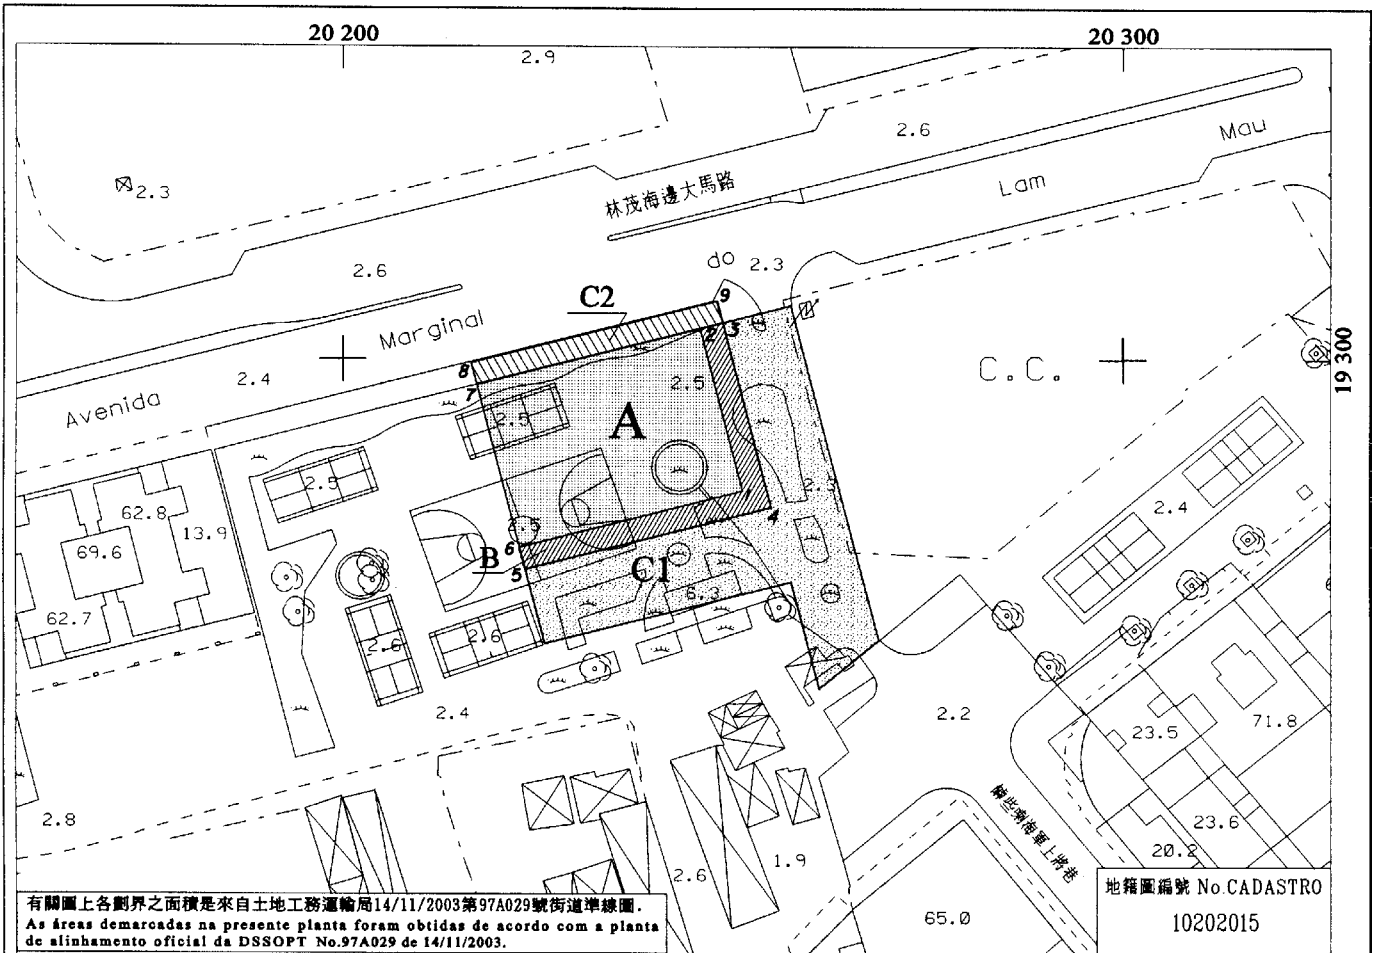 20 200
20 300
2.9
2.6
Mau
2.3
林茂海邊大馬路
Lam
do
2.3
2.6
C2
9
Marginal
2
3
19 300
8
2.4
7
2.5
C.C.
Avenida
2.5
A
2.5
2.3
62.8
2.4
13.9
4
69.6
2.5
6
B
5
C1
6.3
62.7
2.6
2.6
2.4
2.2
71.8
23.5
2.8
23.6
20.2
1.9
2.6
65.0
有關圖上各劃界之面積是來自土地工務運輸局14/11/2003第97A029號街道準線圖.
As áreas demarcadas na presente planta foram obtidas de acordo com a planta
de alinhamento oficial da DSSOPT No.97A029 de 14/11/2003.
地籍圖編號 No.CADASTRO
10202015